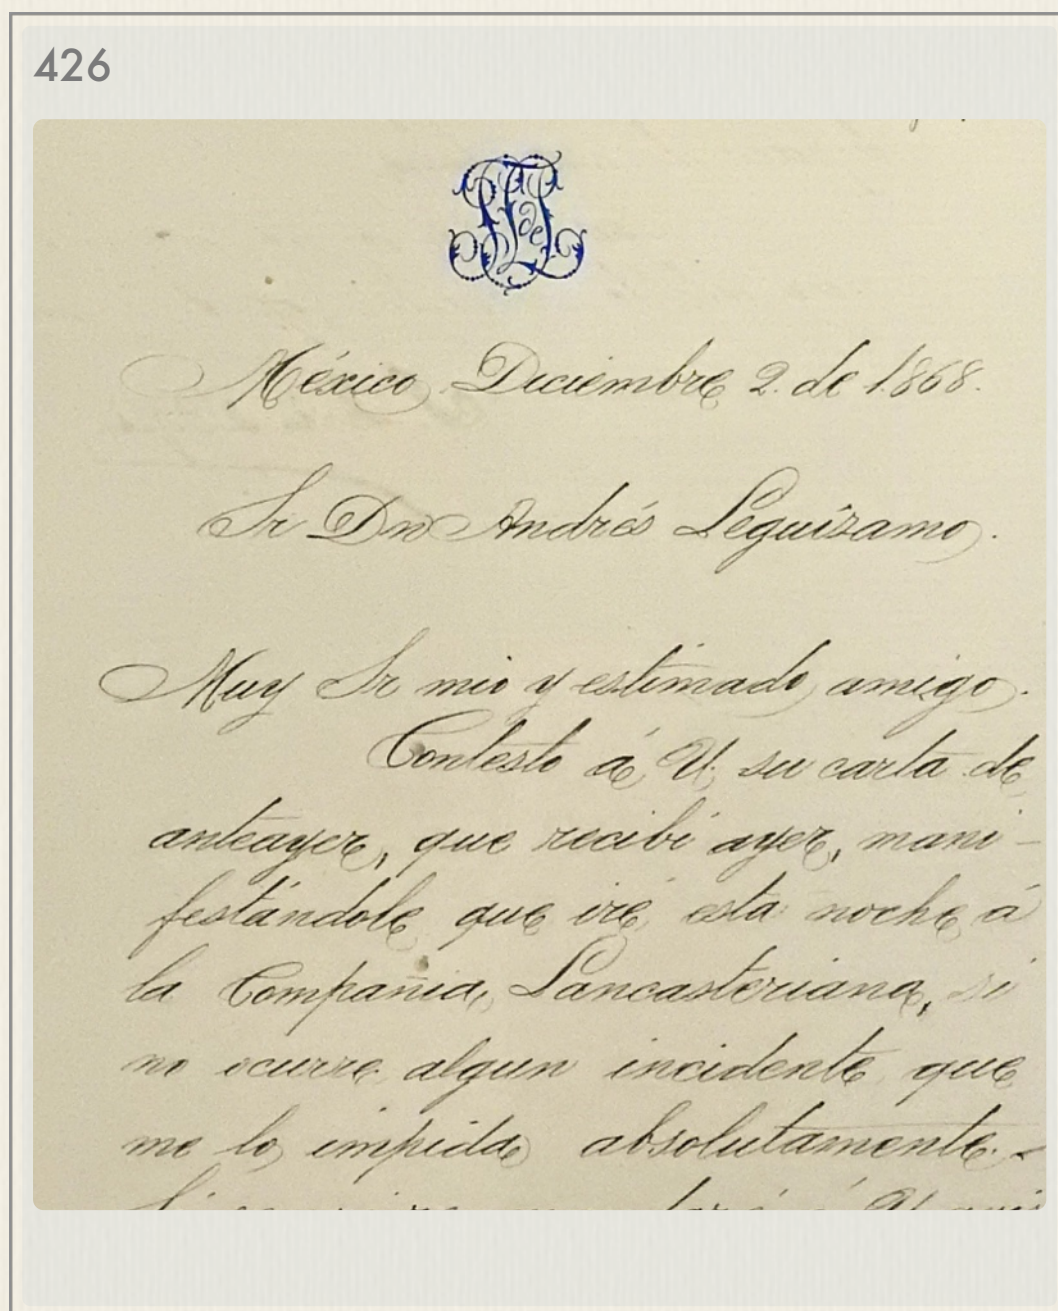 426
México Diciembre 2. de 1868.
Sr Dn Andrés Leguízamo.
Muy Sr mio y estimado amigo.
Contesto á U. su carta de
anteayer, que recibí ayer, mani-
festándole que iré esta noche á
la Compañia Lancasteriana, si
no ocurre algun incidente que
me lo impida absolutamente.